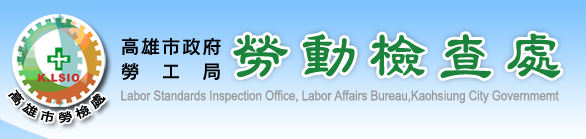 K.LSIO
高雄市勞檢處
高雄市政府
勞工局
勞動檢查處
Labor Standards Inspection Office, Labor Affairs Bureau,Kaohsiung City Governmemt